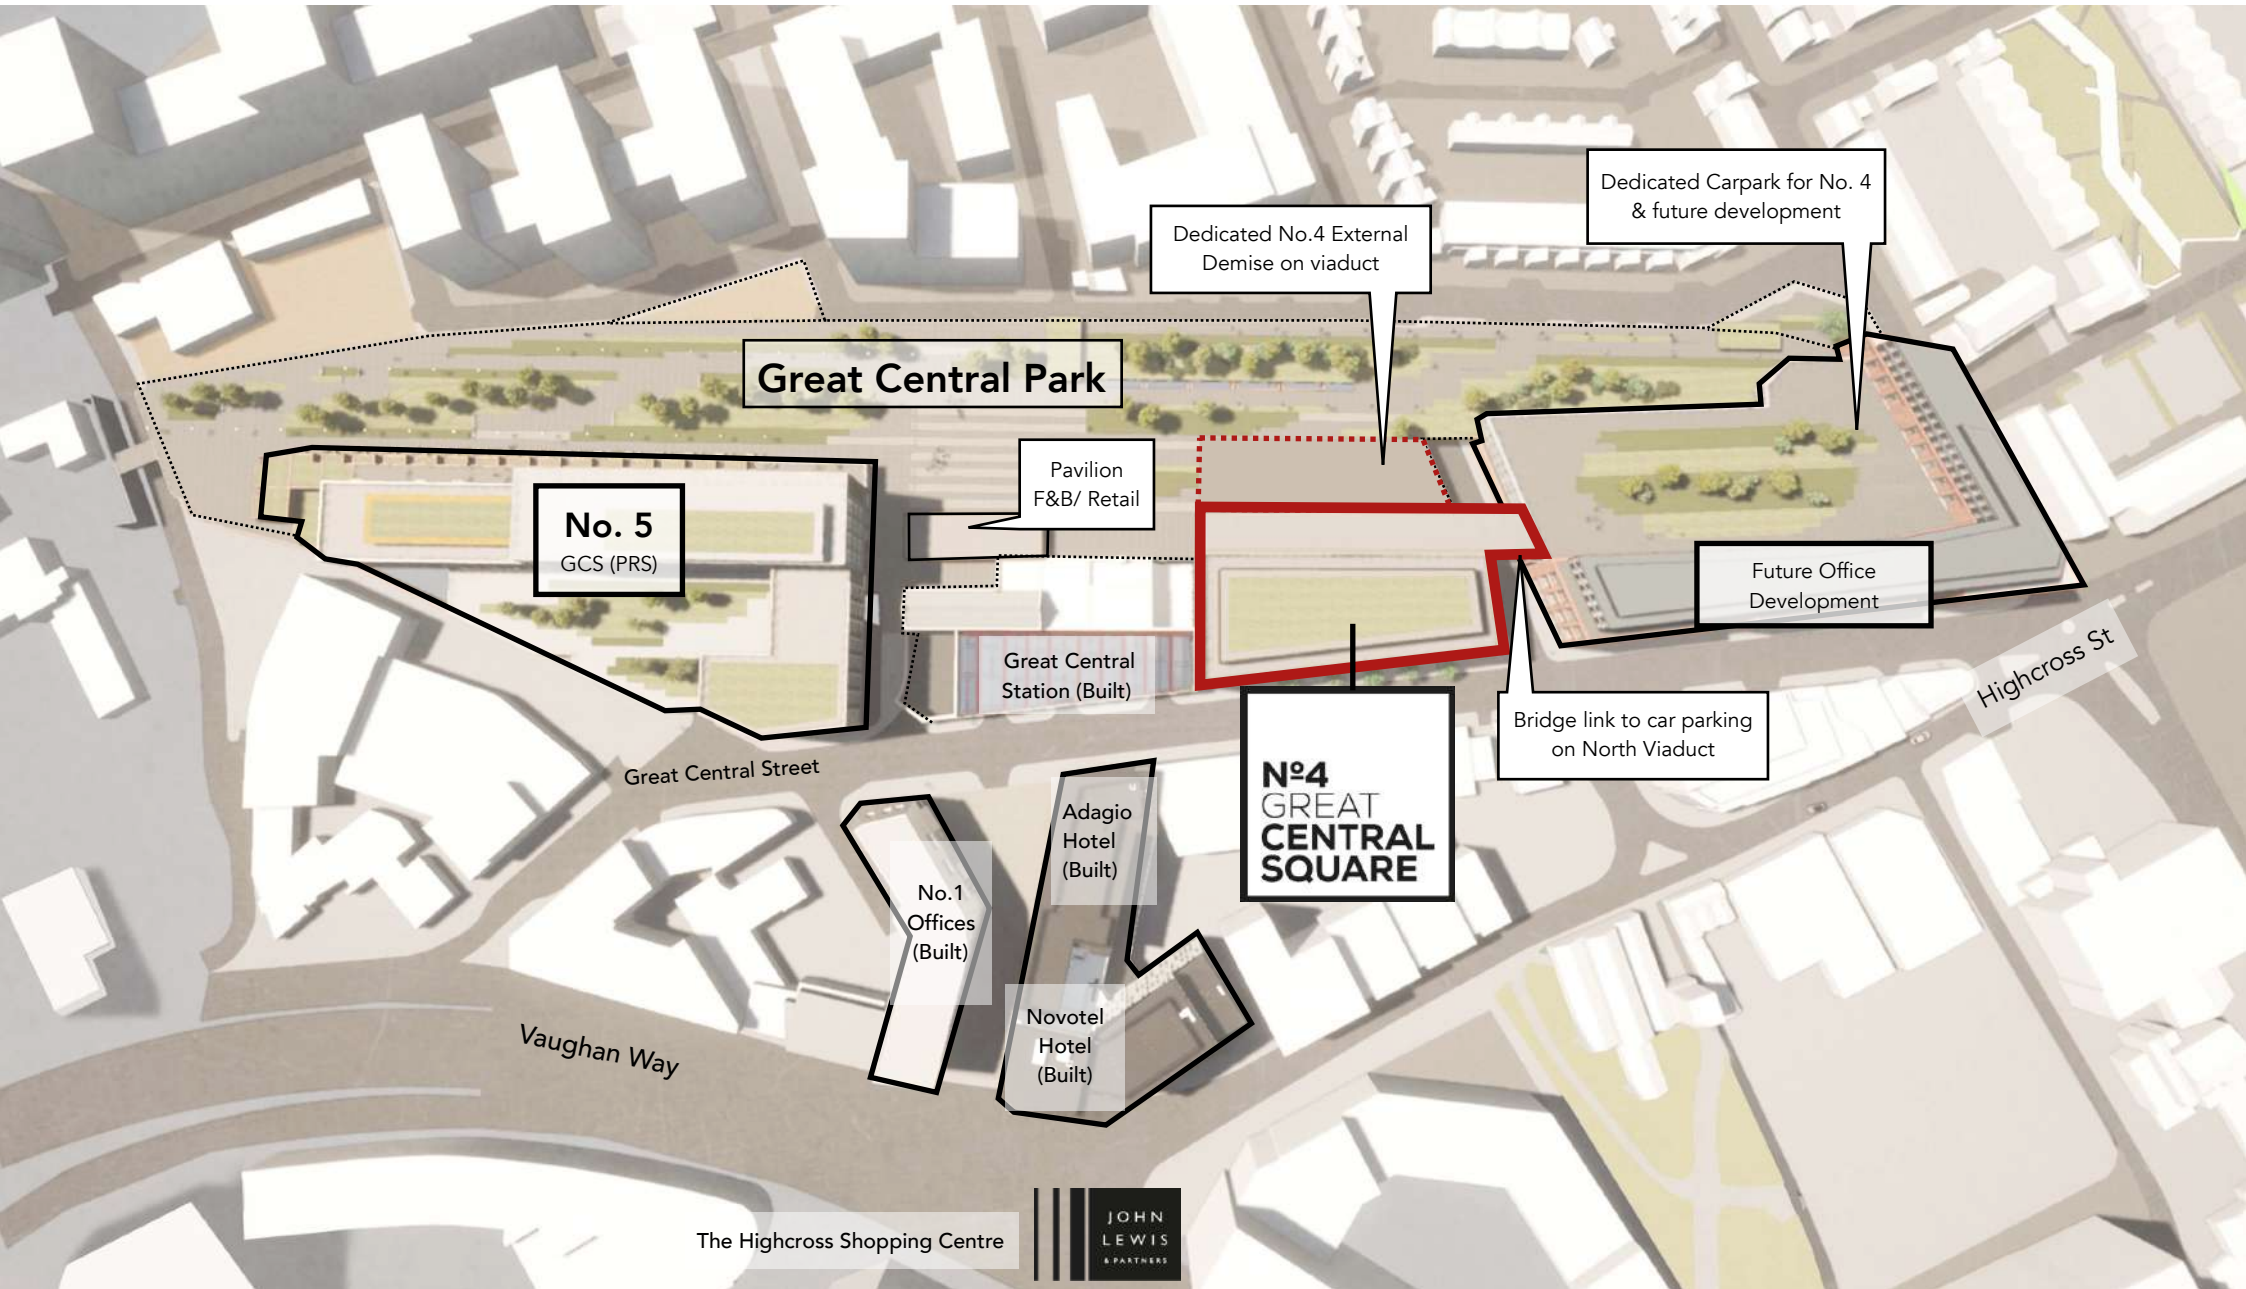 Dedicated Carpark for No. 4
& future development
Dedicated No.4 External
Demise on viaduct
Great Central Park
Pavilion
F&B/ Retail
No. 5
GCS (PRS)
Future Office
Development
Great Central
Station (Built)
Highcross St
Bridge link to car parking
on North Viaduct
Great Central Street
Nº4
GREAT
CENTRAL
SQUARE
Adagio
Hotel
(Built)
No.1
Offices
(Built)
Novotel
Hotel
(Built)
Vaughan Way
The Highcross Shopping Centre
JOHN
LEWIS
& PARTNERS